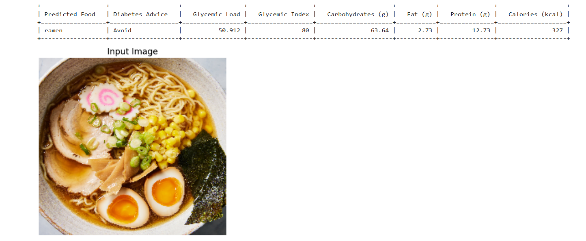 | Predicted Food | Diabetes Advice | Glycemic Load | Glycemic Index | Carbohydrates (g) | Fat (g) | Protein (g) | Calories (kcal) |
| ramen | Avoid | 50.912 | 80 | 63.64 | 2.73 | 12.73 | 327 |
Input Image